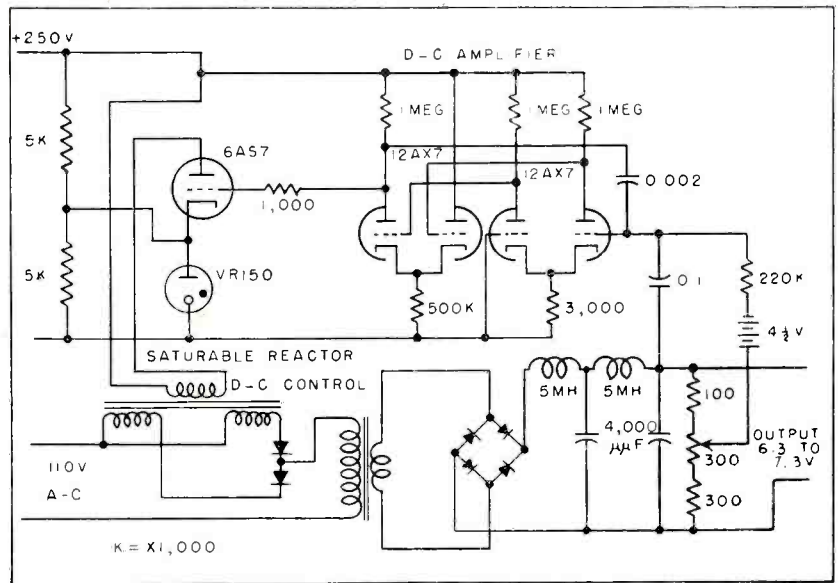 +250V
D-C AMPLIFIER
1MEG
1MEG
1MEG
5K
6AS7
12AX7
12AX7
0.002
1,000
5K
VR150
500K
3,000
0.1
220K
4½V
SATURABLE REACTOR
D-C CONTROL
5MH
5MH
100
4,000
μμF
300
OUTPUT
6.3 TO
7.3V
110V
A-C
300
K = X1,000